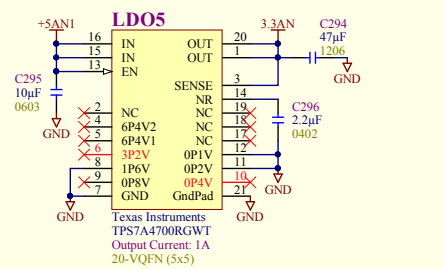 LDO5
+5AN1
3.3AN
16 IN OUT 20
15 IN OUT 1
13 EN
SENSE 3
NR 14
2 NC NC 19
4 6P4V2 NC 18
5 6P4V1 NC 17
6 3P2V 0P1V 12
8 1P6V 0P2V 11
9 0P8V 0P4V 10
7 GND GndPad 21
C295
10µF
0603
GND
C294
47µF
1206
GND
C296
2.2µF
0402
GND
GND
GND
Texas Instruments
TPS7A4700RGWT
Output Current: 1A
20-VQFN (5x5)